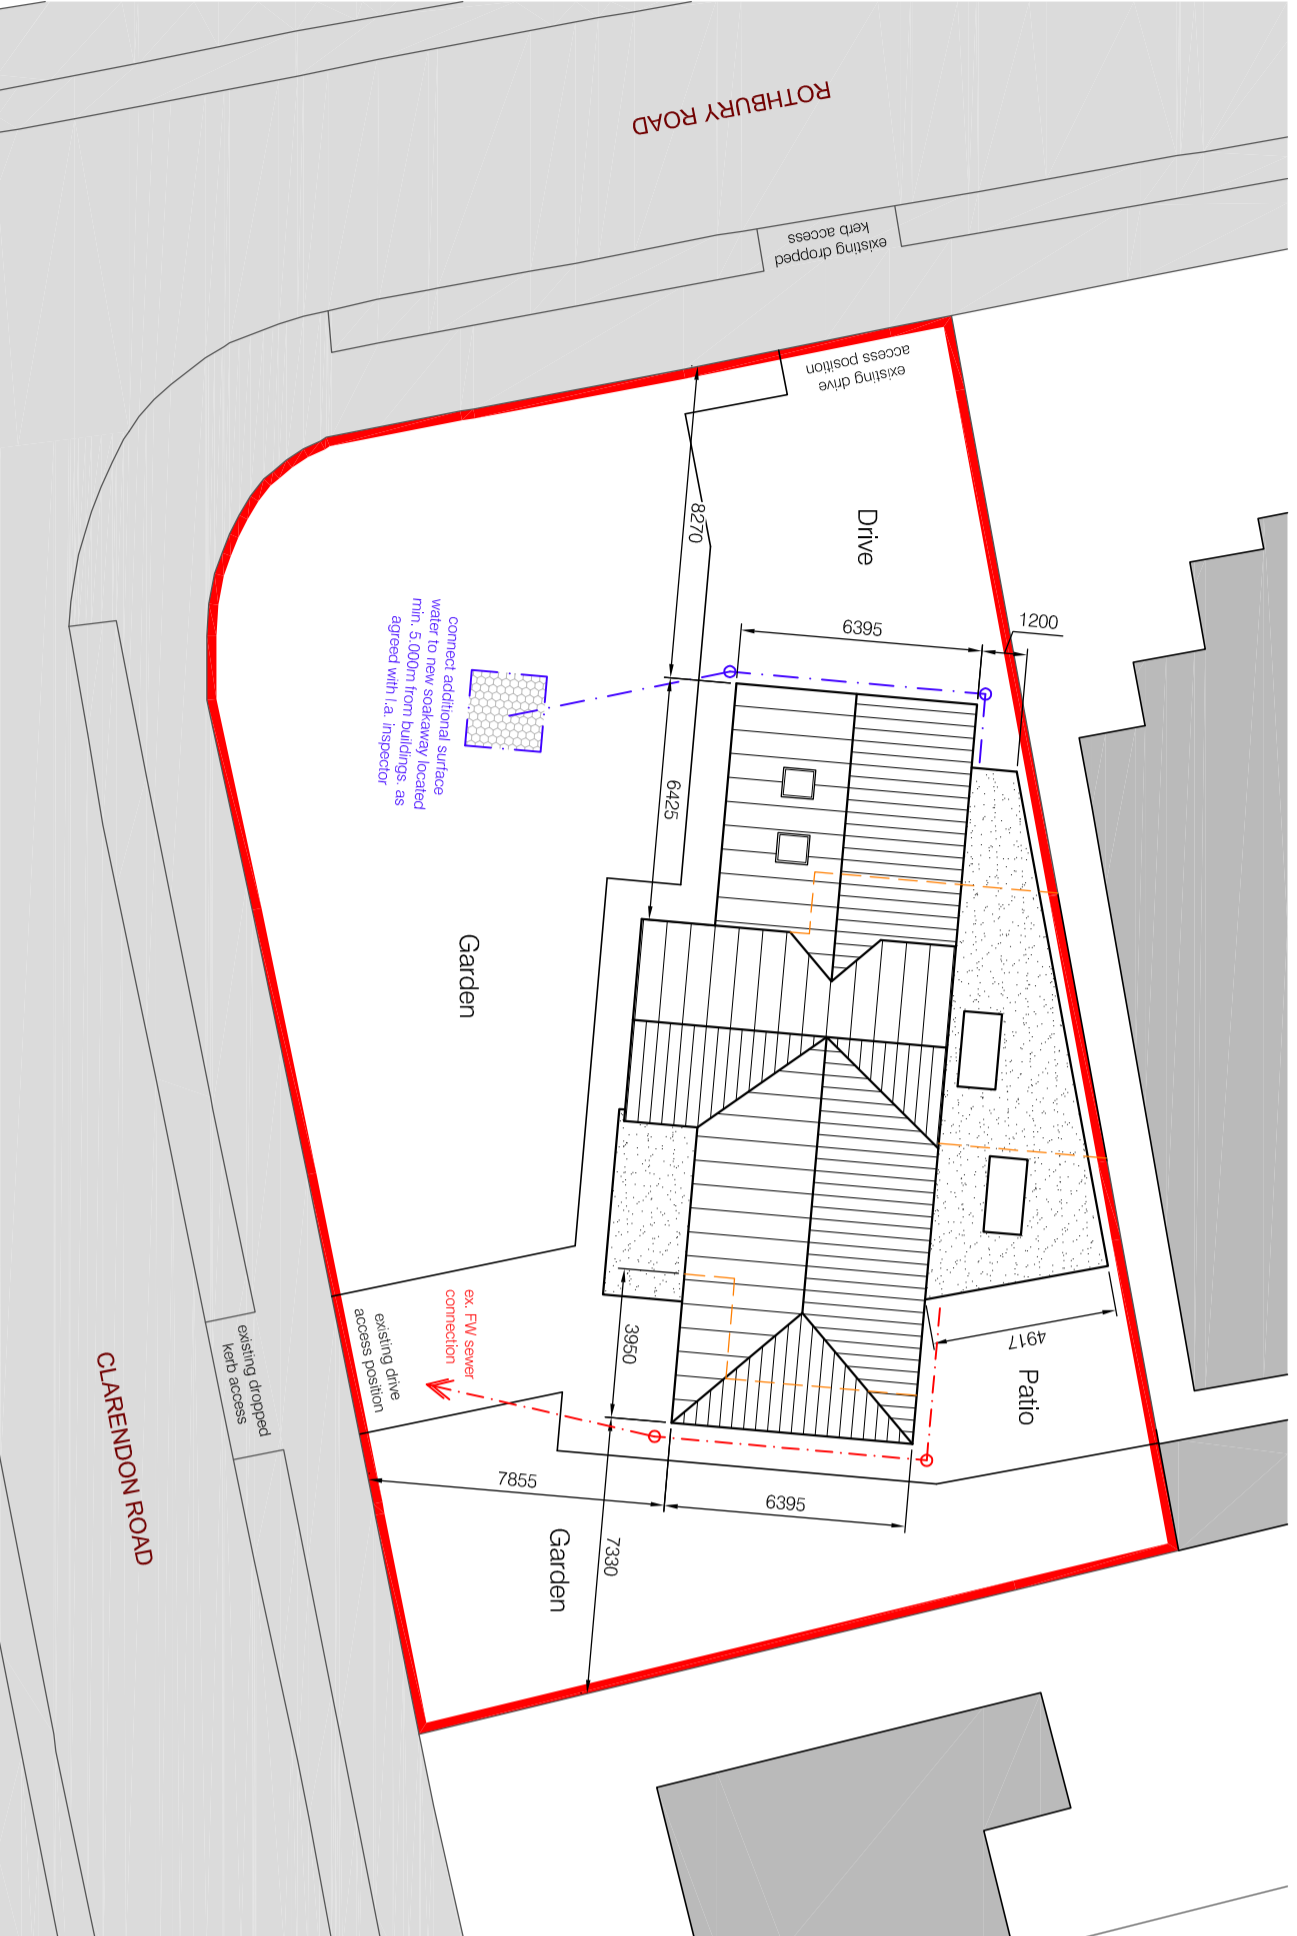 ROTHBURY ROAD
existing dropped
kerb access
existing drive
access position
Drive
8270
6395
1200
connect additional surface
water to new soakaway located
min. 5.000m from buildings. as
agreed with l.a. inspector
6425
Garden
ex. FW sewer
connection
existing drive
access position
existing dropped
kerb access
3950
4917
Patio
CLARENDON ROAD
7855
6395
7330
Garden